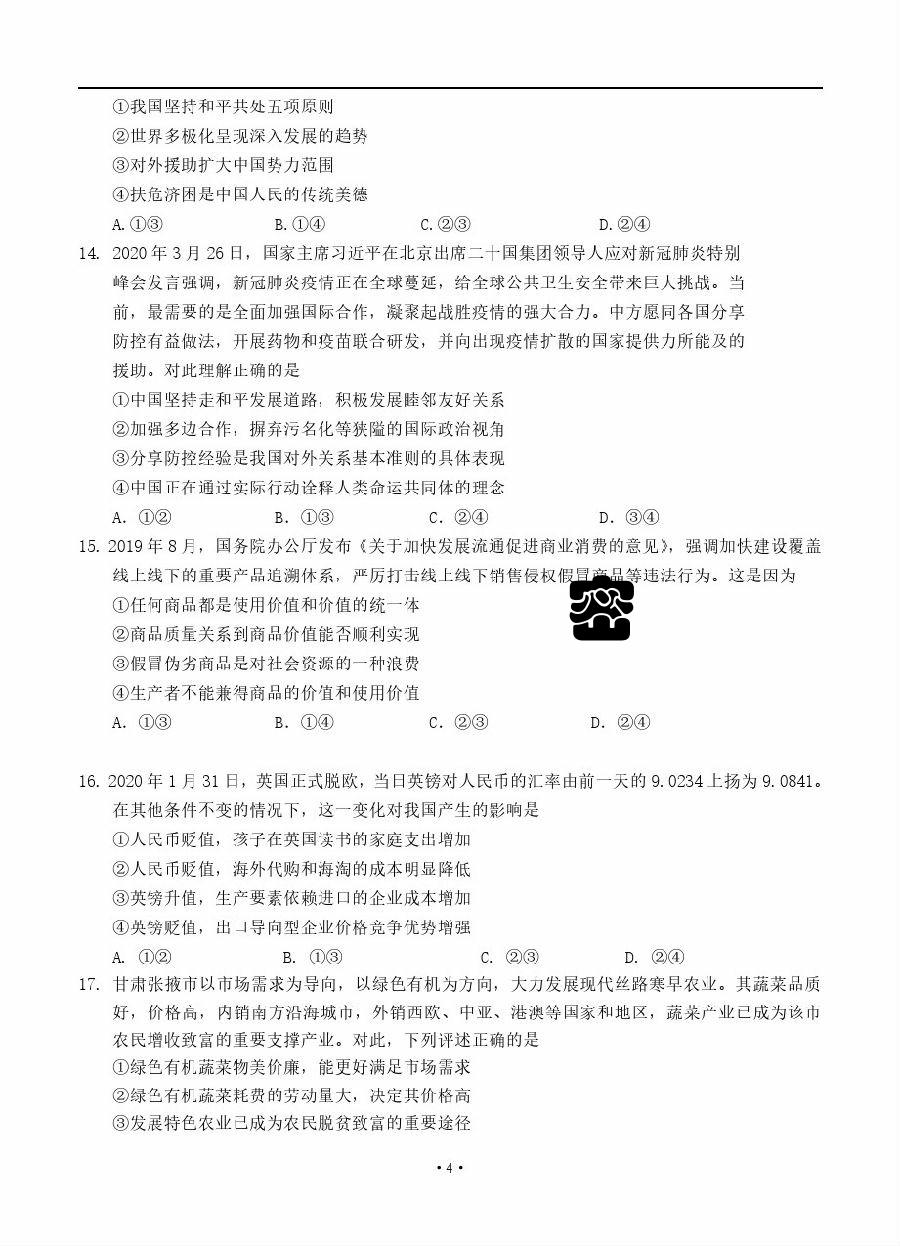 ①我国坚持和平共处五项原则
②世界多极化呈现深入发展的趋势
③对外援助扩大中国势力范围
④扶危济困是中国人民的传统美德
A.①③ B.①④ C.②③ D.②④
14. 2020 年 3 月 26 日，国家主席习近平在北京出席二十国集团领导人应对新冠肺炎特别
峰会发言强调，新冠肺炎疫情正在全球蔓延，给全球公共卫生安全带来巨人挑战。当
前，最需要的是全面加强国际合作，凝聚起战胜疫情的强大合力。中方愿同各国分享
防控有益做法，开展药物和疫苗联合研发，并向出现疫情扩散的国家提供力所能及的
援助。对此理解正确的是
①中国坚持走和平发展道路，积极发展睦邻友好关系
②加强多边合作，摒弃污名化等狭隘的国际政治视角
③分享防控经验是我国对外关系基本准则的具体表现
④中国正在通过实际行动诠释人类命运共同体的理念
A. ①② B. ①③ C. ②④ D. ③④
15. 2019 年 8 月，国务院办公厅发布《关于加快发展流通促进商业消费的意见》，强调加快建设覆盖
线上线下的重要产品追溯体系，严厉打击线上线下销售侵权假冒商品等违法行为。这是因为
①任何商品都是使用价值和价值的统一体
②商品质量关系到商品价值能否顺利实现
③假冒伪劣商品是对社会资源的一种浪费
④生产者不能兼得商品的价值和使用价值
A. ①③ B. ①④ C. ②③ D. ②④
16. 2020 年 1 月 31 日，英国正式脱欧，当日英镑对人民币的汇率由前一天的 9.0234 上扬为 9.0841。
在其他条件不变的情况下，这一变化对我国产生的影响是
①人民币贬值，孩子在英国读书的家庭支出增加
②人民币贬值，海外代购和海淘的成本明显降低
③英镑升值，生产要素依赖进口的企业成本增加
④英镑贬值，出口导向型企业价格竞争优势增强
A. ①② B. ①③ C. ②③ D. ②④
17. 甘肃张掖市以市场需求为导向，以绿色有机为方向，大力发展现代丝路寒旱农业。其蔬菜品质
好，价格高，内销南方沿海城市，外销西欧、中亚、港澳等国家和地区，蔬菜产业已成为该市
农民增收致富的重要支撑产业。对此，下列评述正确的是
①绿色有机蔬菜物美价廉，能更好满足市场需求
②绿色有机蔬菜耗费的劳动量大，决定其价格高
③发展特色农业已成为农民脱贫致富的重要途径
·4·